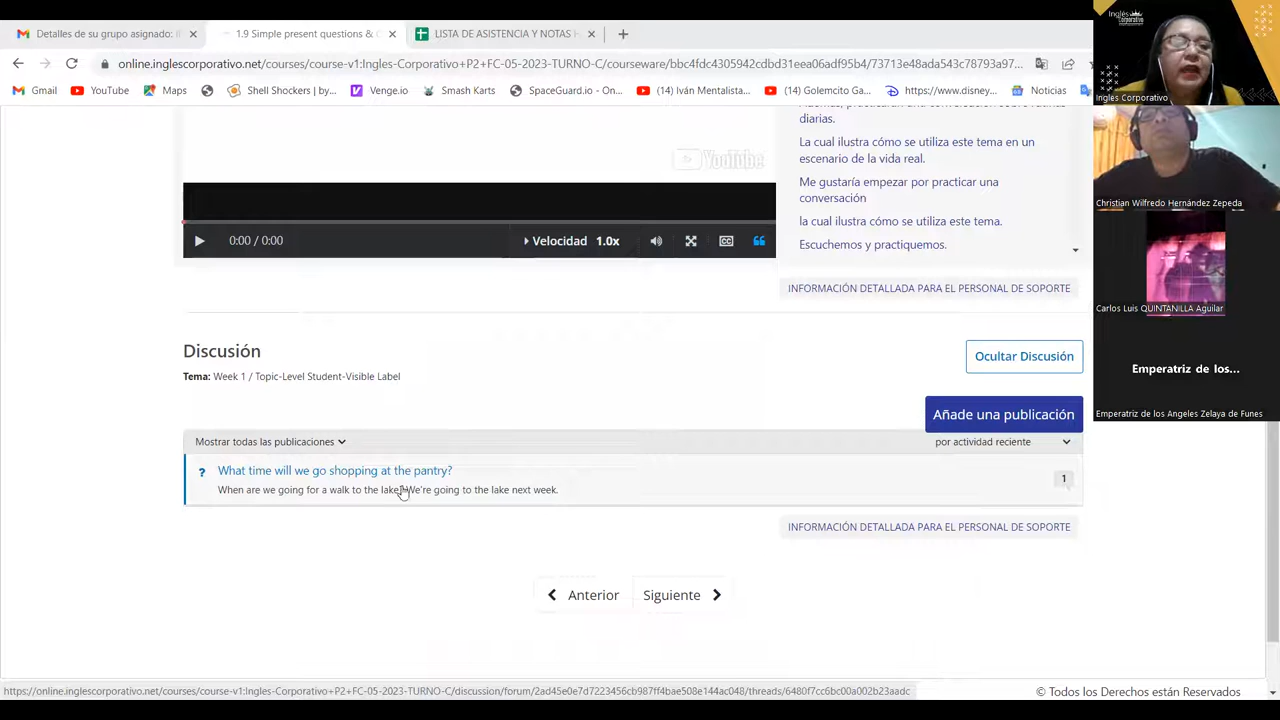 Detalles de su grupo asignado: I
1.9 Simple present questions &
LISTA DE ASISTENCIA Y NOTAS
online.inglescorporativo.net/courses/course-v1:Ingles-Corporativo+P2+FC-05-2023-TURNO-C/courseware/bbc4fdc4305942cdbd31eea06adf95b4/73713e48ada543c78793a97...
Gmail
YouTube
Maps
Shell Shockers | by...
Venge.io
Smash Karts
SpaceGuard.io - On...
(14) Iván Mentalista...
(14) Golemcito Ga...
https://www.disney...
Noticias
diarias.
La cual ilustra cómo se utiliza este tema en un
escenario de la vida real.
Me gustaría empezar por practicar una
conversación
la cual ilustra cómo se utiliza este tema.
Escuchemos y practiquemos.
YouTube
0:00 / 0:00
Velocidad 1.0x
INFORMACIÓN DETALLADA PARA EL PERSONAL DE SOPORTE
Discusión
Ocultar Discusión
Tema: Week 1 / Topic-Level Student-Visible Label
Añade una publicación
Mostrar todas las publicaciones
por actividad reciente
? What time will we go shopping at the pantry?
When are we going for a walk to the lake? We're going to the lake next week.
1
INFORMACIÓN DETALLADA PARA EL PERSONAL DE SOPORTE
Anterior
Siguiente
https://online.inglescorporativo.net/courses/course-v1:Ingles-Corporativo+P2+FC-05-2023-TURNO-C/discussion/forum/2ad45e0e7d7223456cb987ff4bae508e144ac048/threads/6480f7cc6bc00a002b23aadc
© Todos los Derechos están Reservados
Inglés
Corporativo
Ingles Corporativo
Christian Wilfredo Hernández Zepeda
Carlos Luis QUINTANILLA Aguilar
Emperatriz de los...
Emperatriz de los Angeles Zelaya de Funes